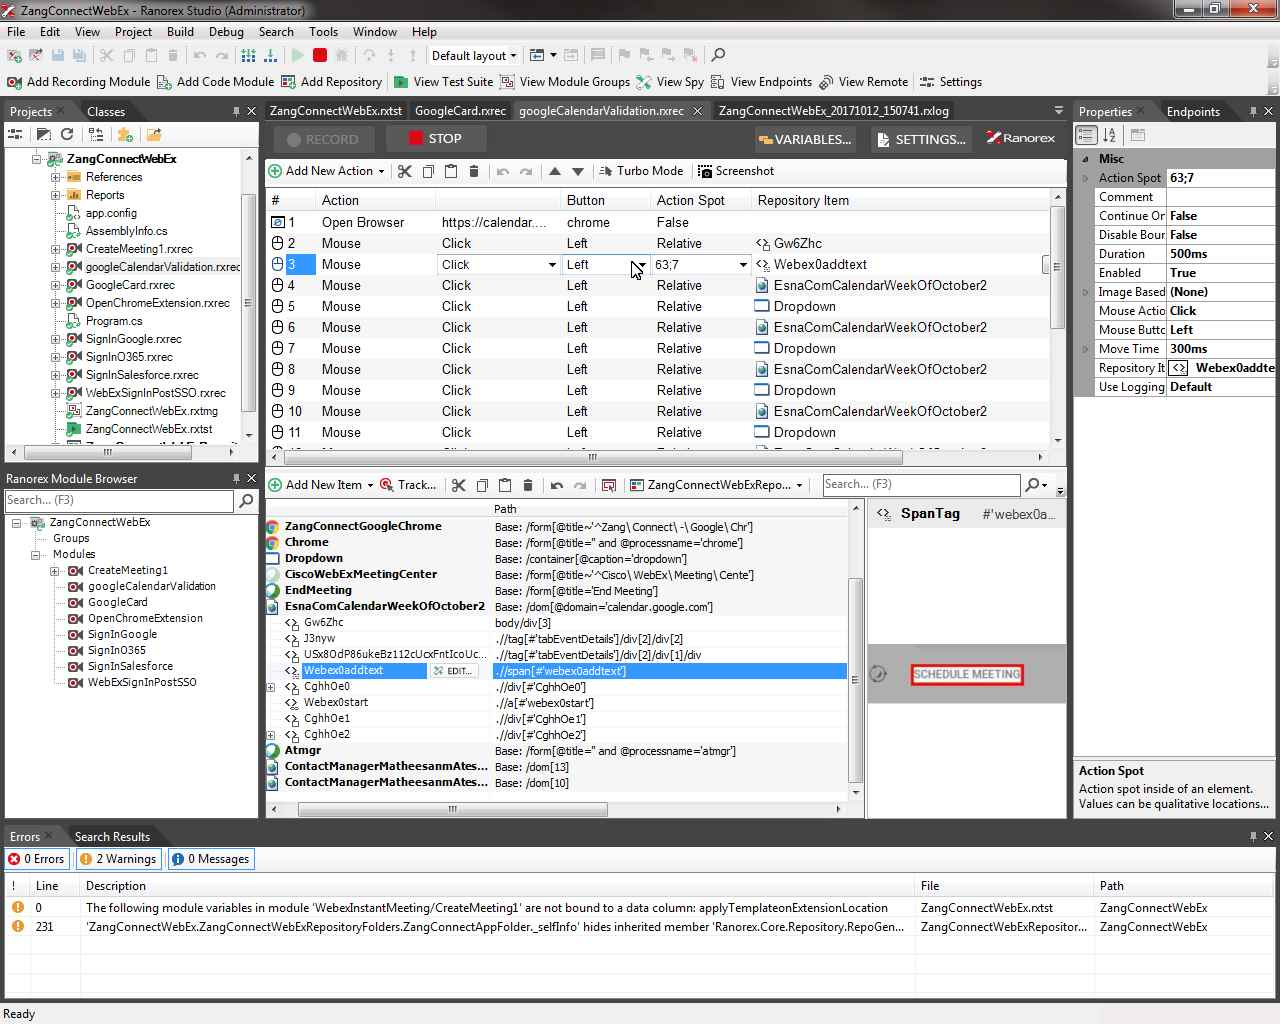 ZangConnectWebEx - Ranorex Studio (Administrator)
File Edit View Project Build Debug Search Tools Window Help
Default layout
Add Recording Module Add Code Module Add Repository View Test Suite View Module Groups View Spy View Endpoints View Remote Settings
Projects Classes
ZangConnectWebEx
References
Reports
app.config
AssemblyInfo.cs
CreateMeeting1.rxrec
googleCalendarValidation.rxrec
GoogleCard.rxrec
OpenChromeExtension.rxrec
Program.cs
SignInGoogle.rxrec
SignInO365.rxrec
SignInSalesforce.rxrec
WebExSignInPostSSO.rxrec
ZangConnectWebEx.rxtmg
ZangConnectWebEx.rxtst
Ranorex Module Browser
Search... (F3)
ZangConnectWebEx
Groups
Modules
CreateMeeting1
googleCalendarValidation
GoogleCard
OpenChromeExtension
SignInGoogle
SignInO365
SignInSalesforce
WebExSignInPostSSO
ZangConnectWebEx.rxtst GoogleCard.rxrec googleCalendarValidation.rxrec ZangConnectWebEx_20171012_150741.rxlog
RECORD STOP VARIABLES... SETTINGS... Ranorex
Add New Action Turbo Mode Screenshot
# Action Button Action Spot Repository Item
1 Open Browser https://calendar.... chrome False
2 Mouse Click Left Relative Gw6Zhc
3 Mouse Click Left 63;7 Webex0addtext
4 Mouse Click Left Relative EsnaComCalendarWeekOfOctober2
5 Mouse Click Left Relative Dropdown
6 Mouse Click Left Relative EsnaComCalendarWeekOfOctober2
7 Mouse Click Left Relative Dropdown
8 Mouse Click Left Relative EsnaComCalendarWeekOfOctober2
9 Mouse Click Left Relative Dropdown
10 Mouse Click Left Relative EsnaComCalendarWeekOfOctober2
11 Mouse Click Left Relative Dropdown
Add New Item Track... ZangConnectWebExRepo... Search... (F3)
Path
ZangConnectGoogleChrome Base: /form[@title~'^Zang\ Connect\ -\ Google\ Chr']
Chrome Base: /form[@title='' and @processname='chrome']
Dropdown Base: /container[@caption='dropdown']
CiscoWebExMeetingCenter Base: /form[@title~'^Cisco\ WebEx\ Meeting\ Cente']
EndMeeting Base: /form[@title='End Meeting']
EsnaComCalendarWeekOfOctober2 Base: /dom[@domain='calendar.google.com']
Gw6Zhc body/div[3]
J3nyw .//tag[#'tabEventDetails']/div[2]/div[2]
USx8OdP86ukeBz112cUcxFntIcoUc... .//tag[#'tabEventDetails']/div[2]/div[1]/div
Webex0addtext EDIT... .//span[#'webex0addtext']
CghhOe0 .//div[#'CghhOe0']
Webex0start .//a[#'webex0start']
CghhOe1 .//div[#'CghhOe1']
CghhOe2 .//div[#'CghhOe2']
Atmgr Base: /form[@title='' and @processname='atmgr']
ContactManagerMatheesanmAtes... Base: /dom[13]
ContactManagerMatheesanmAtes... Base: /dom[10]
SpanTag #'webex0a...
SCHEDULE MEETING
Properties Endpoints
Misc
Action Spot 63;7
Comment
Continue Or False
Disable Bour False
Duration 500ms
Enabled True
Image Based (None)
Mouse Actio Click
Mouse Butto Left
Move Time 300ms
Repository It Webex0addte
Use Logging Default
Action Spot
Action spot inside of an element.
Values can be qualitative locations...
Errors Search Results
0 Errors 2 Warnings 0 Messages
! Line Description File Path
0 The following module variables in module 'WebexInstantMeeting/CreateMeeting1' are not bound to a data column: applyTemplateonExtensionLocation ZangConnectWebEx.rxtst ZangConnectWebEx
231 'ZangConnectWebEx.ZangConnectWebExRepositoryFolders.ZangConnectAppFolder._selfInfo' hides inherited member 'Ranorex.Core.Repository.RepoGen... ZangConnectWebExRepositor... ZangConnectWebEx
Ready